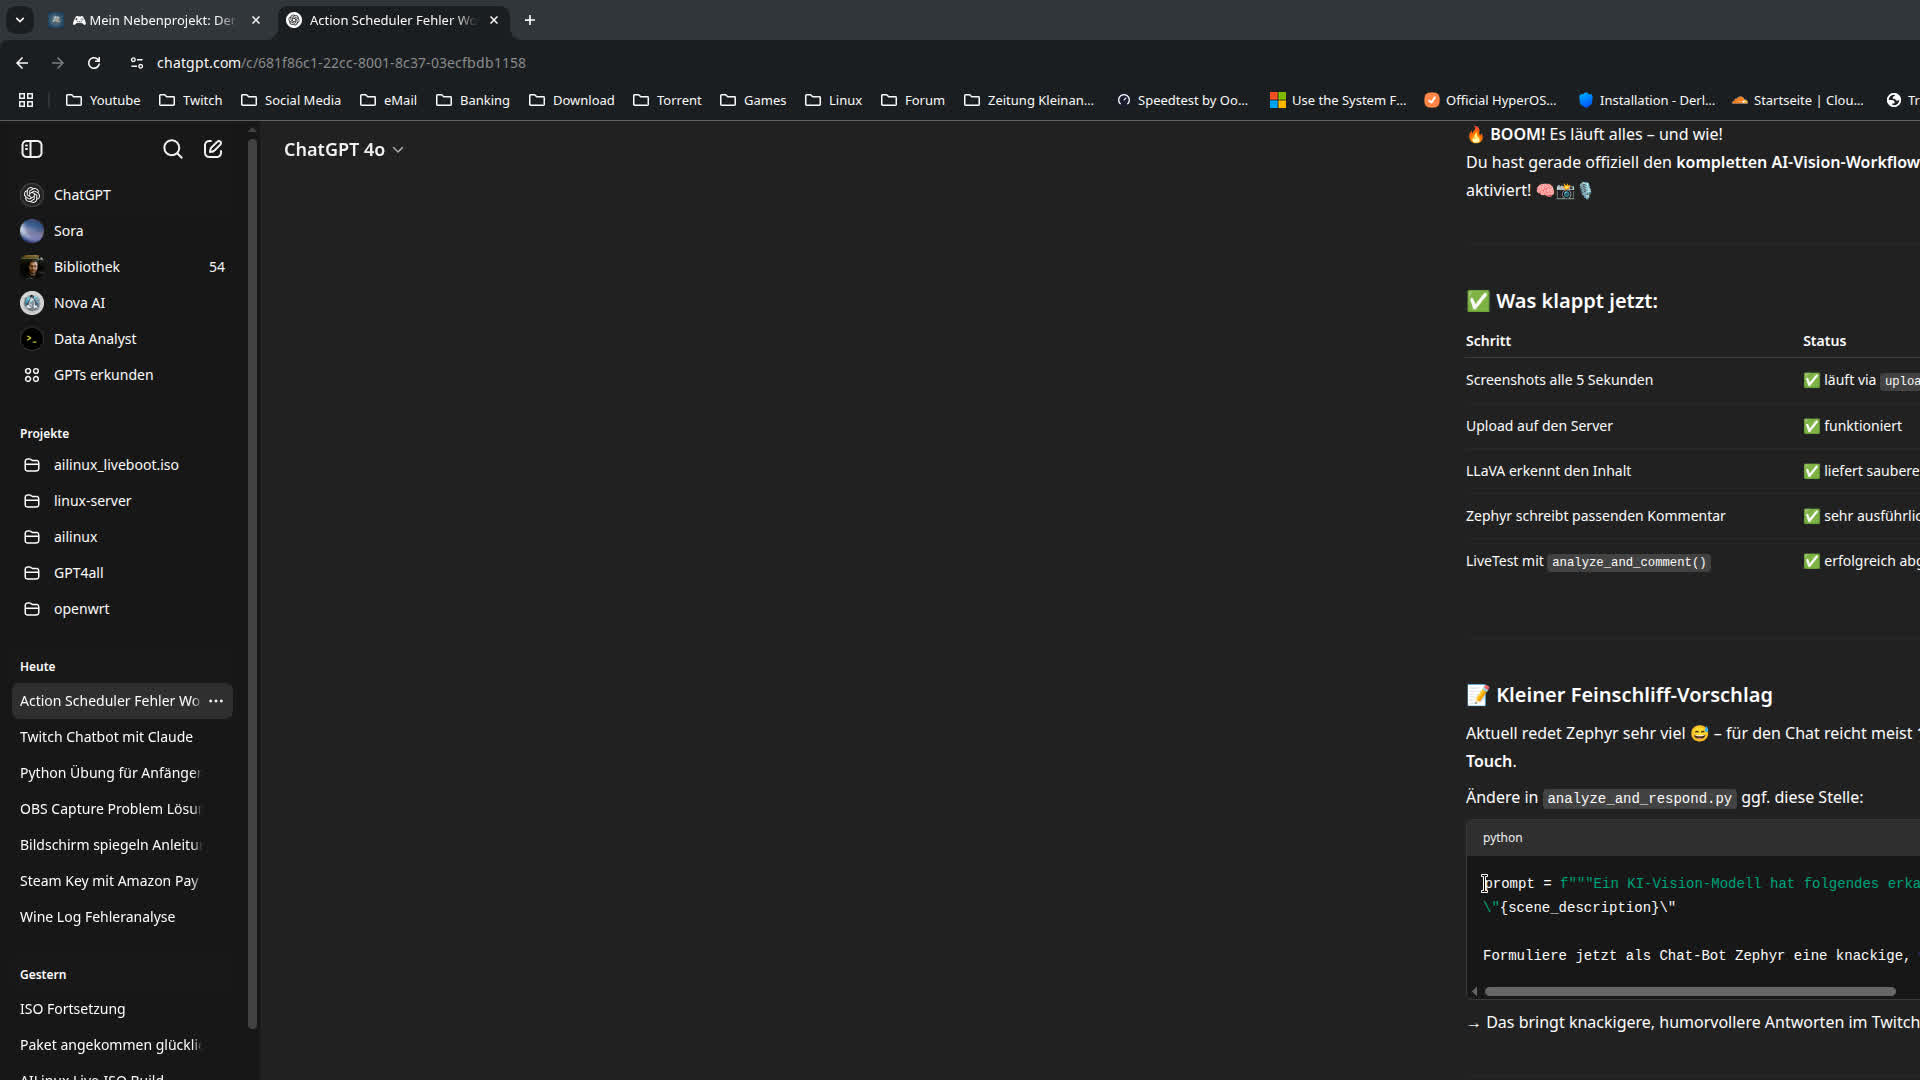 🎮 Mein Nebenprojekt: Der
Action Scheduler Fehler Wo
chatgpt.com/c/681f86c1-22cc-8001-8c37-03ecfbdb1158
Youtube
Twitch
Social Media
eMail
Banking
Download
Torrent
Games
Linux
Forum
Zeitung Kleinan...
Speedtest by Oo...
Use the System F...
Official HyperOS...
Installation - Derl...
Startseite | Clou...
Tr
ChatGPT 4o
ChatGPT
Sora
Bibliothek 54
Nova AI
Data Analyst
GPTs erkunden
Projekte
ailinux_liveboot.iso
linux-server
ailinux
GPT4all
openwrt
Heute
Action Scheduler Fehler Wo
Twitch Chatbot mit Claude
Python Übung für Anfänger
OBS Capture Problem Lösu
Bildschirm spiegeln Anleitu
Steam Key mit Amazon Pay
Wine Log Fehleranalyse
Gestern
ISO Fortsetzung
Paket angekommen glückli
AILinux Live ISO Build
🔥 BOOM! Es läuft alles – und wie!
Du hast gerade offiziell den kompletten AI-Vision-Workflow
aktiviert! 🧠📸🎙️
✅ Was klappt jetzt:
Schritt Status
Screenshots alle 5 Sekunden ✅ läuft via uploa
Upload auf den Server ✅ funktioniert
LLaVA erkennt den Inhalt ✅ liefert saubere
Zephyr schreibt passenden Kommentar ✅ sehr ausführlic
LiveTest mit analyze_and_comment() ✅ erfolgreich abg
📝 Kleiner Feinschliff-Vorschlag
Aktuell redet Zephyr sehr viel 😅 – für den Chat reicht meist
Touch.
Ändere in analyze_and_respond.py ggf. diese Stelle:
python
prompt = f"""Ein KI-Vision-Modell hat folgendes erka
\"{scene_description}\"
Formuliere jetzt als Chat-Bot Zephyr eine knackige,
→ Das bringt knackigere, humorvollere Antworten im Twitch